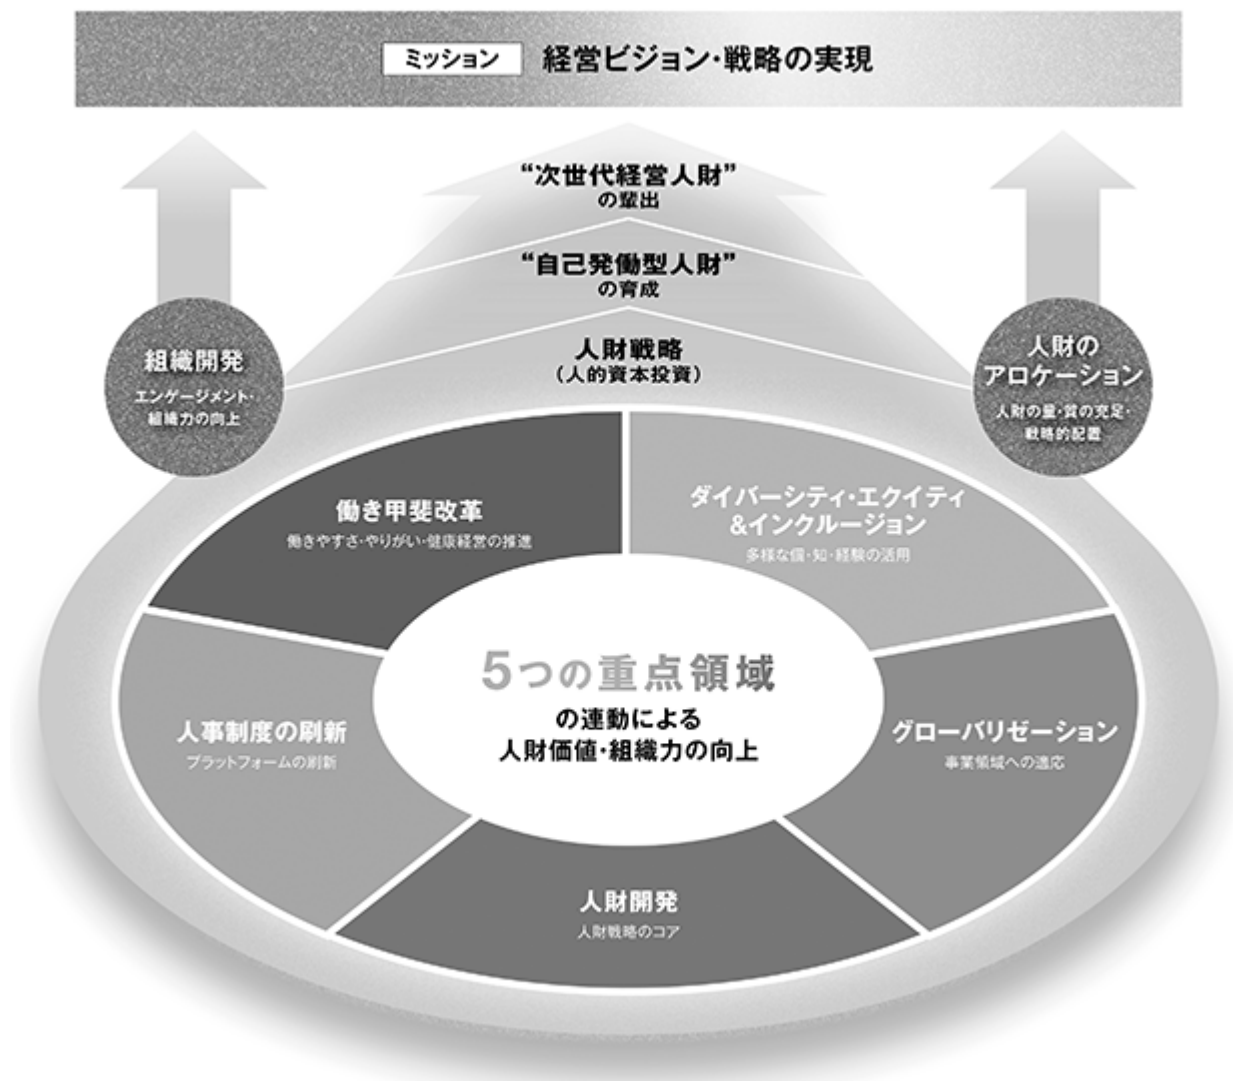 ミッション 経営ビジョン・戦略の実現
“次世代経営人財”
の輩出
“自己発働型人財”
の育成
人財戦略
（人的資本投資）
組織開発
エンゲージメント・
組織力の向上
人財の
アロケーション
人財の量・質の充足・
戦略的配置
働き甲斐改革
働きやすさ・やりがい・健康経営の推進
ダイバーシティ・エクイティ
&インクルージョン
多様な個・知・経験の活用
5つの重点領域
の連動による
人財価値・組織力の向上
人事制度の刷新
プラットフォームの刷新
グローバリゼーション
事業領域への適応
人財開発
人財戦略のコア